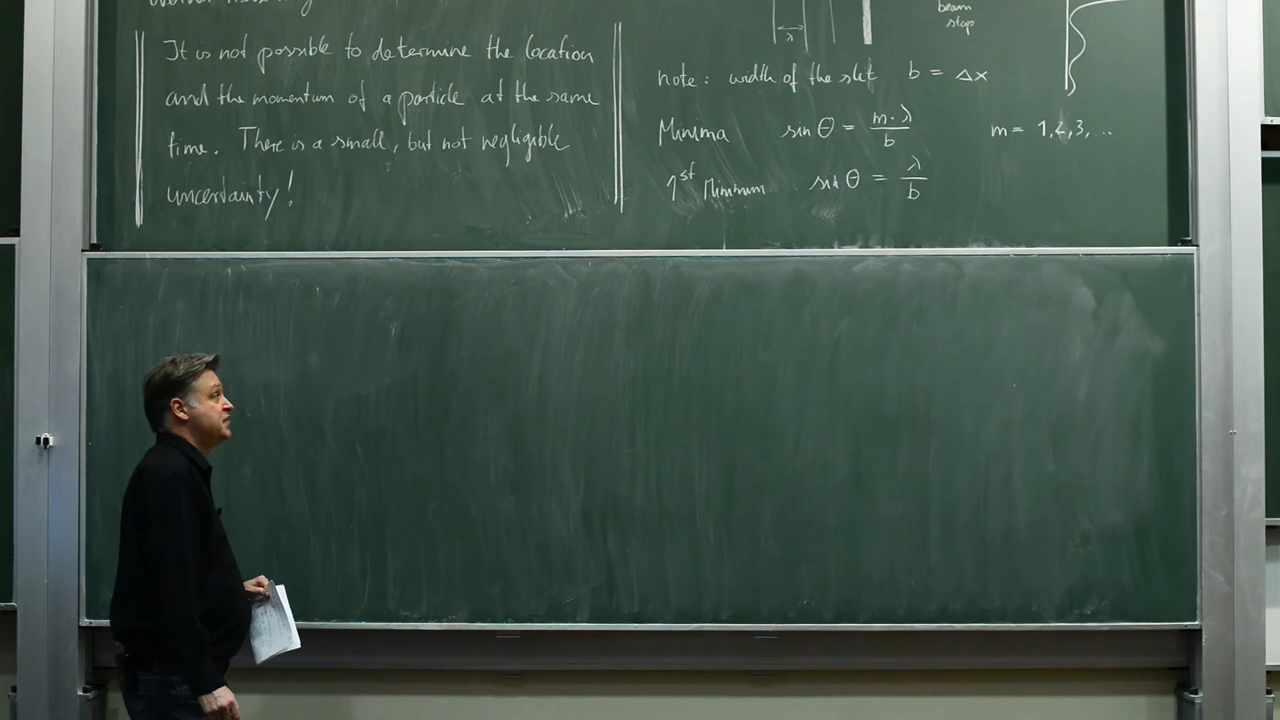 It is not possible to determine the location
and the momentum of a particle at the same
time. There is a small, but not negligible
uncertainty!
λ
beam
stop
note: width of the slit b = Δx
Minima sin θ = m·λ / b m = 1,2,3,...
1st Minimum sin θ = λ / b